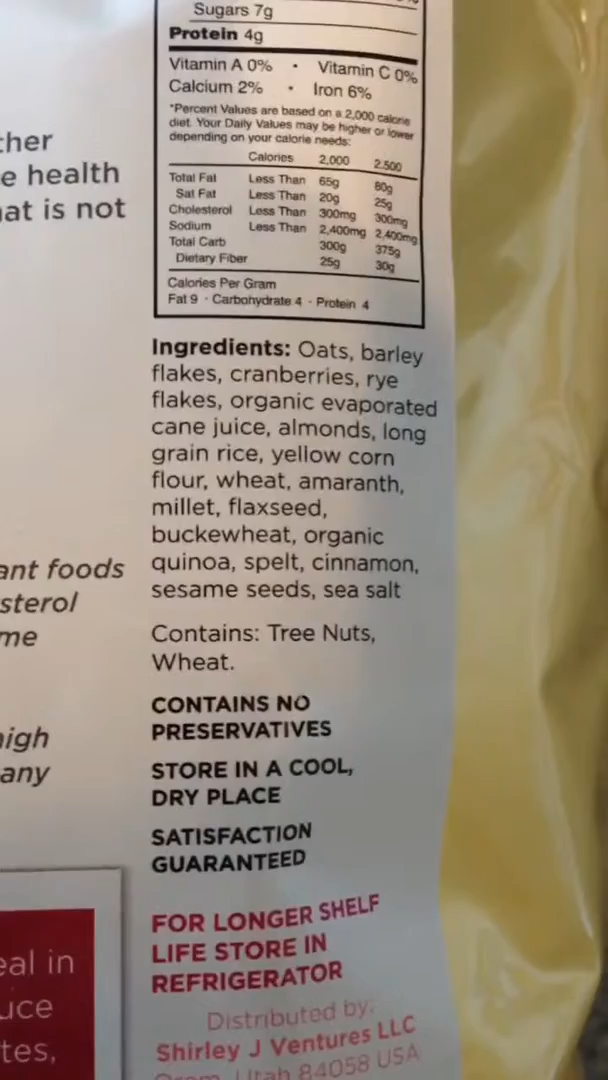 Sugars 7g
Protein 4g
Vitamin A 0% • Vitamin C 0%
Calcium 2% • Iron 6%
*Percent Values are based on a 2,000 calorie
diet. Your Daily Values may be higher or lower
depending on your calorie needs:
Calories 2,000 2,500
Total Fat Less Than 65g 80g
Sat Fat Less Than 20g 25g
Cholesterol Less Than 300mg 300mg
Sodium Less Than 2,400mg 2,400mg
Total Carb 300g 375g
Dietary Fiber 25g 30g
Calories Per Gram
Fat 9 · Carbohydrate 4 · Protein 4
Ingredients: Oats, barley
flakes, cranberries, rye
flakes, organic evaporated
cane juice, almonds, long
grain rice, yellow corn
flour, wheat, amaranth,
millet, flaxseed,
buckewheat, organic
quinoa, spelt, cinnamon,
sesame seeds, sea salt
Contains: Tree Nuts,
Wheat.
CONTAINS NO
PRESERVATIVES
STORE IN A COOL,
DRY PLACE
SATISFACTION
GUARANTEED
FOR LONGER SHELF
LIFE STORE IN
REFRIGERATOR
Distributed by:
Shirley J Ventures LLC
Orem, Utah 84058 USA
e health
at is not
ant foods
sterol
me
any
in